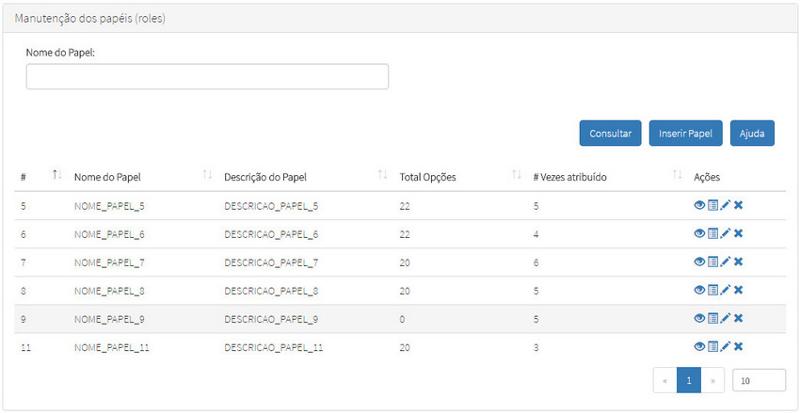 Manutenção dos papéis (roles)
Nome do Papel:
Consultar Inserir Papel Ajuda
# Nome do Papel Descrição do Papel Total Opções # Vezes atribuído Ações
5 NOME_PAPEL_5 DESCRICAO_PAPEL_5 22 5
6 NOME_PAPEL_6 DESCRICAO_PAPEL_6 22 4
7 NOME_PAPEL_7 DESCRICAO_PAPEL_7 20 6
8 NOME_PAPEL_8 DESCRICAO_PAPEL_8 20 5
9 NOME_PAPEL_9 DESCRICAO_PAPEL_9 0 5
11 NOME_PAPEL_11 DESCRICAO_PAPEL_11 20 3
« 1 » 10